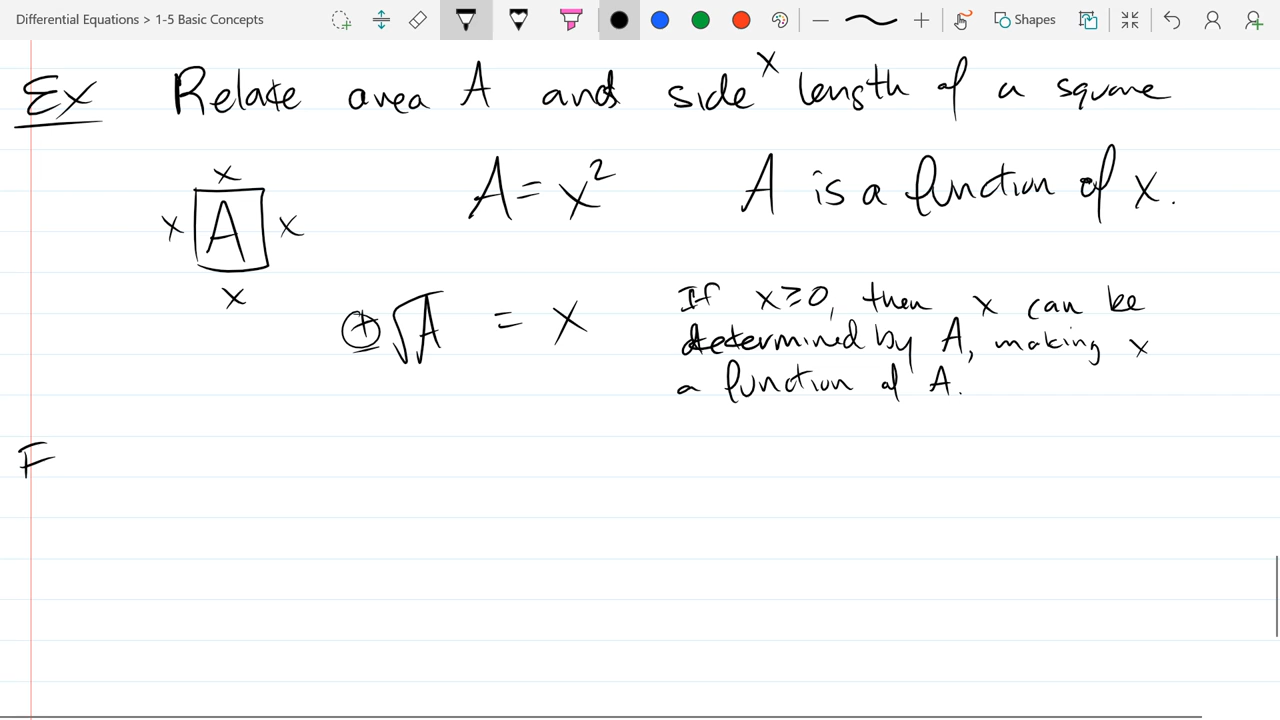 Differential Equations > 1-5 Basic Concepts
Shapes
Ex Relate area A and side x length of a square
x
x A x
x
A = x² A is a function of x.
±√A = x
If x ≥ 0, then x can be
determined by A, making x
a function of A.
F